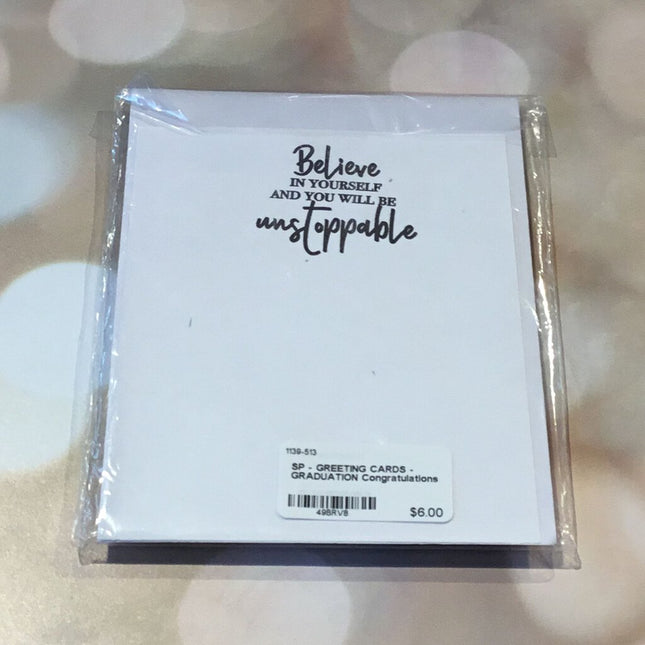 Believe
IN YOURSELF
AND YOU WILL BE
unstoppable
1139-513
SP - GREETING CARDS -
GRADUATION Congratulations
498RV8
$6.00